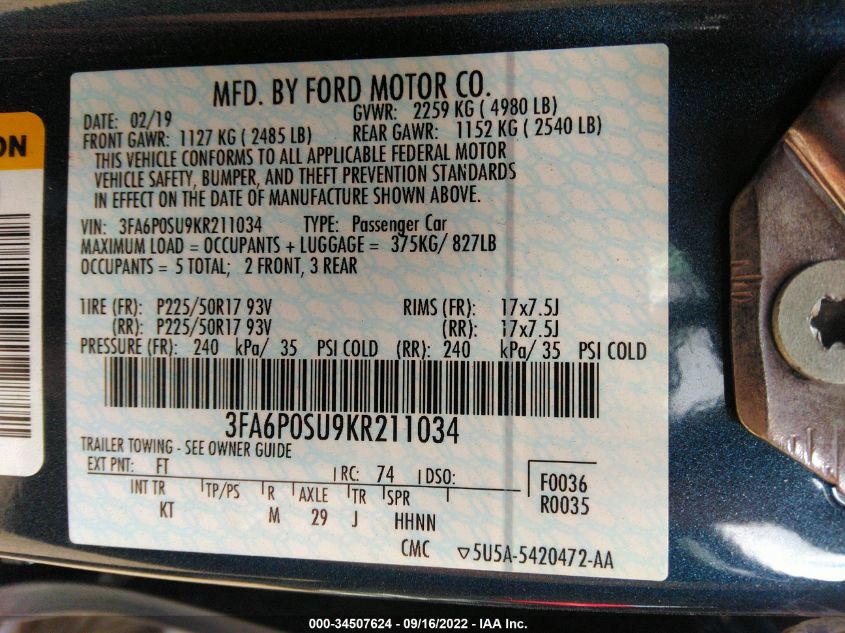 ON
MFD. BY FORD MOTOR CO.
DATE: 02/19 GVWR: 2259 KG ( 4980 LB)
FRONT GAWR: 1127 KG ( 2485 LB) REAR GAWR: 1152 KG ( 2540 LB)
THIS VEHICLE CONFORMS TO ALL APPLICABLE FEDERAL MOTOR
VEHICLE SAFETY, BUMPER, AND THEFT PREVENTION STANDARDS
IN EFFECT ON THE DATE OF MANUFACTURE SHOWN ABOVE.
VIN: 3FA6P0SU9KR211034 TYPE: Passenger Car
MAXIMUM LOAD = OCCUPANTS + LUGGAGE = 375KG/ 827LB
OCCUPANTS = 5 TOTAL; 2 FRONT, 3 REAR
TIRE (FR): P225/50R17 93V RIMS (FR): 17x7.5J
(RR): P225/50R17 93V (RR): 17x7.5J
PRESSURE (FR): 240 kPa/ 35 PSI COLD (RR): 240 kPa/ 35 PSI COLD
3FA6P0SU9KR211034
TRAILER TOWING - SEE OWNER GUIDE
EXT PNT: FT RC: 74 DSO: F0036
INT TR TP/PS R AXLE TR SPR R0035
KT M 29 J HHNN
CMC ▽5U5A-5420472-AA
000-34507624 - 09/16/2022 - IAA Inc.